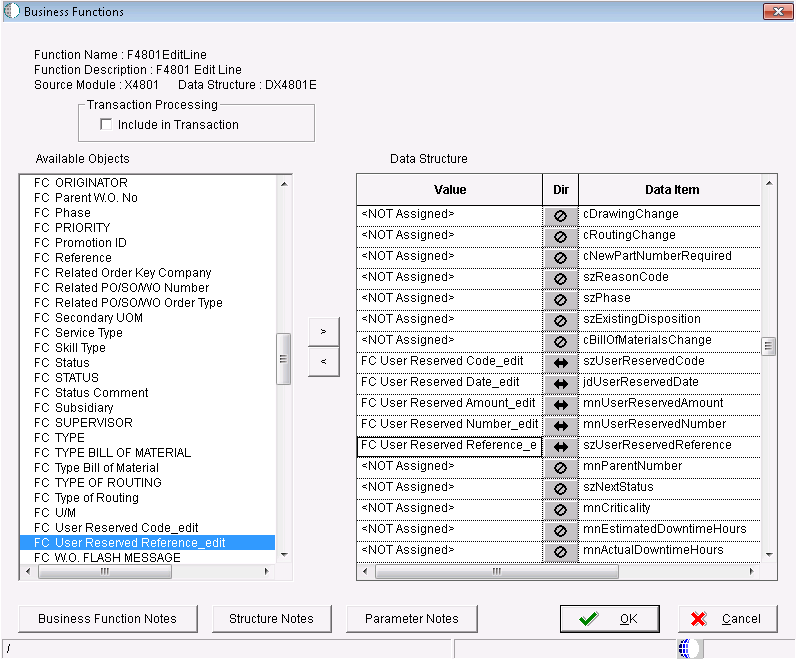 Business Functions
Function Name : F4801EditLine
Function Description : F4801 Edit Line
Source Module : X4801 Data Structure : DX4801E
Transaction Processing
Include in Transaction
Available Objects
FC ORIGINATOR
FC Parent W.O. No
FC Phase
FC PRIORITY
FC Promotion ID
FC Reference
FC Related Order Key Company
FC Related PO/SO/WO Number
FC Related PO/SO/WO Order Type
FC Secondary UOM
FC Service Type
FC Skill Type
FC Status
FC STATUS
FC Status Comment
FC Subsidiary
FC SUPERVISOR
FC TYPE
FC TYPE BILL OF MATERIAL
FC Type Bill of Material
FC TYPE OF ROUTING
FC Type of Routing
FC U/M
FC User Reserved Code_edit
FC User Reserved Reference_edit
FC W.O. FLASH MESSAGE
>
<
Data Structure
Value Dir Data Item
<NOT Assigned> cDrawingChange
<NOT Assigned> cRoutingChange
<NOT Assigned> cNewPartNumberRequired
<NOT Assigned> szReasonCode
<NOT Assigned> szPhase
<NOT Assigned> szExistingDisposition
<NOT Assigned> cBillOfMaterialsChange
FC User Reserved Code_edit szUserReservedCode
FC User Reserved Date_edit jdUserReservedDate
FC User Reserved Amount_edit mnUserReservedAmount
FC User Reserved Number_edit mnUserReservedNumber
FC User Reserved Reference_e szUserReservedReference
<NOT Assigned> mnParentNumber
<NOT Assigned> szNextStatus
<NOT Assigned> mnCriticality
<NOT Assigned> mnEstimatedDowntimeHours
<NOT Assigned> mnActualDowntimeHours
Business Function Notes
Structure Notes
Parameter Notes
OK
Cancel
/